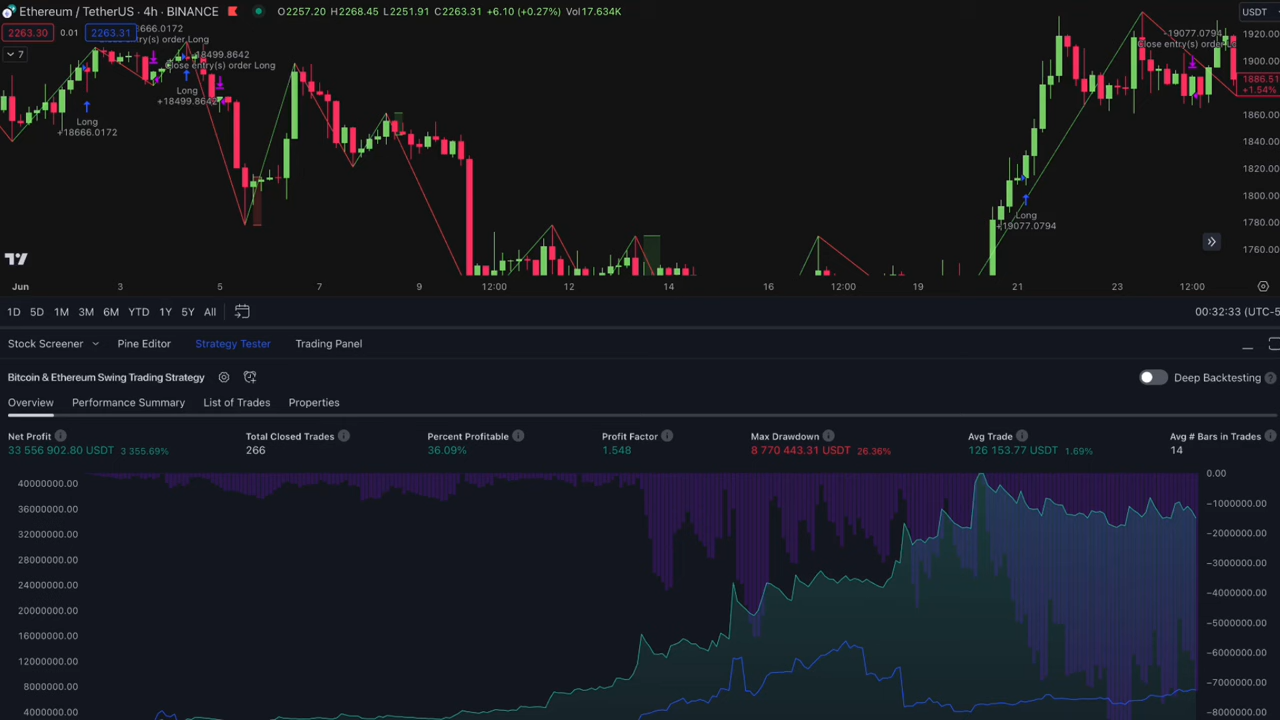 Ethereum / TetherUS · 4h · BINANCE O2257.20 H2268.45 L2251.91 C2263.31 +6.10 (+0.27%) Vol17.634K USDT
2263.30 0.01 2263.31
7
Close entry(s) order Long
+18499.8642
Close entry(s) order Long
Long
+18499.8642
Long
+18666.0172
-19077.0794
Long
+19077.0794
1920.00
1900.00
1886.51
+1.54%
1860.00
1840.00
1820.00
1800.00
1780.00
1760.00
Jun 3 5 7 9 12:00 12 14 16 12:00 19 21 23 12:00
1D 5D 1M 3M 6M YTD 1Y 5Y All 00:32:33 (UTC-5
Stock Screener Pine Editor Strategy Tester Trading Panel
Bitcoin & Ethereum Swing Trading Strategy Deep Backtesting
Overview Performance Summary List of Trades Properties
Net Profit Total Closed Trades Percent Profitable Profit Factor Max Drawdown Avg Trade Avg # Bars in Trades
33 556 902.80 USDT 3 355.69% 266 36.09% 1.548 8 770 443.31 USDT 26.36% 126 153.77 USDT 1.69% 14
40000000.00
36000000.00
32000000.00
28000000.00
24000000.00
20000000.00
16000000.00
12000000.00
8000000.00
4000000.00
0.00
−1000000.00
−2000000.00
−3000000.00
−4000000.00
−5000000.00
−6000000.00
−7000000.00
−8000000.00